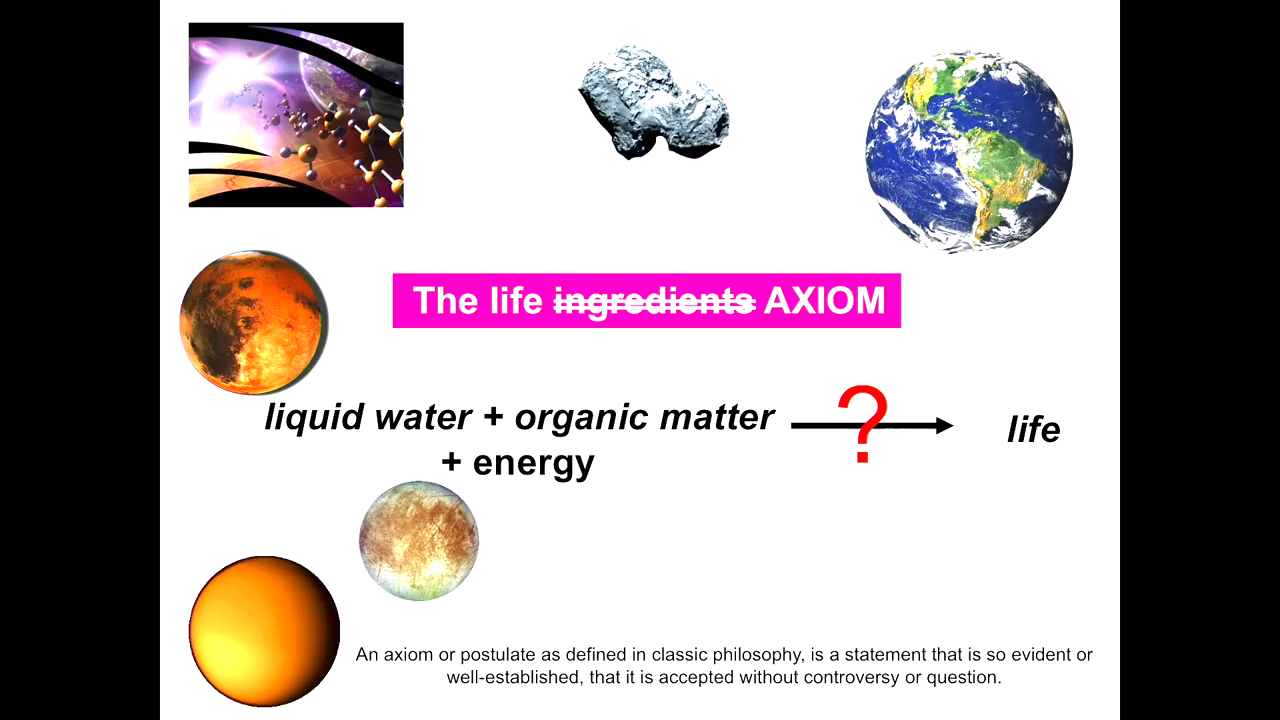 The life ingredients AXIOM
liquid water + organic matter
+ energy
?
life
An axiom or postulate as defined in classic philosophy, is a statement that is so evident or
well-established, that it is accepted without controversy or question.